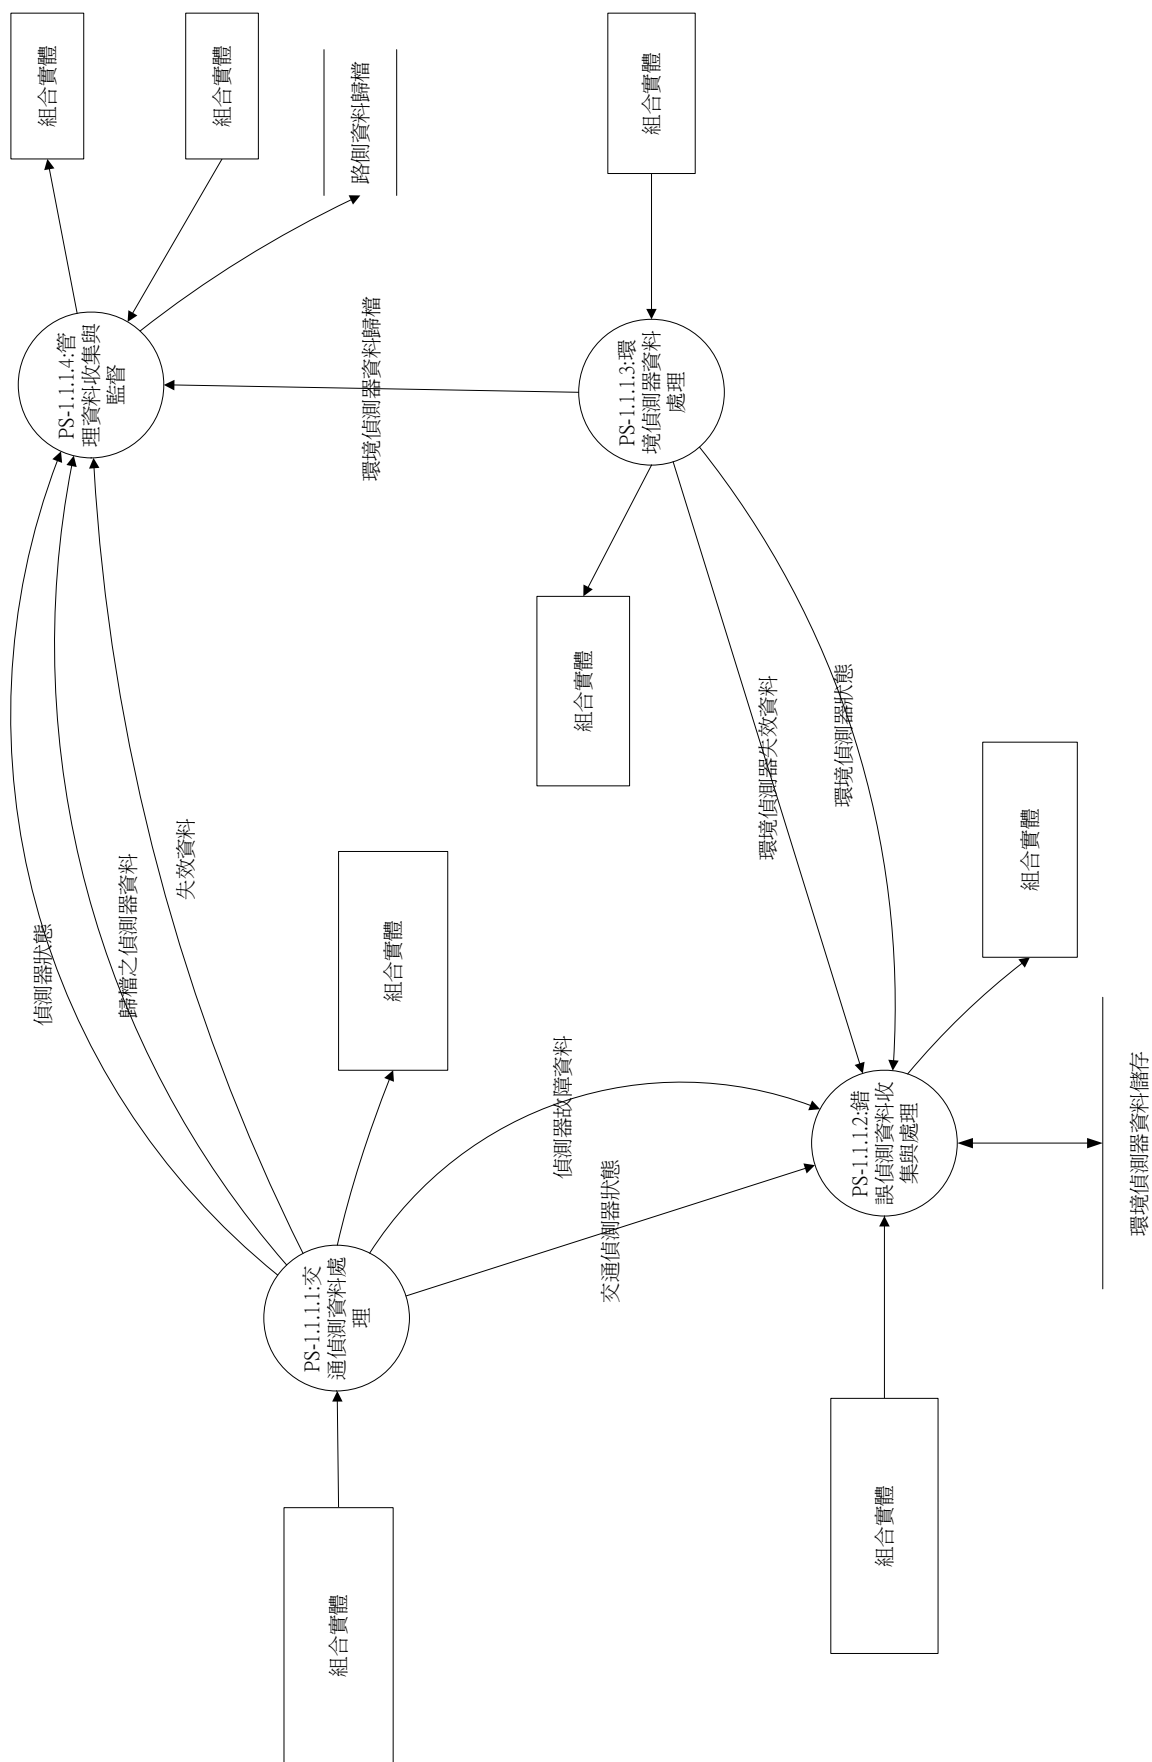 組合實體
組合實體
路側資料歸檔
組合實體
PS-1.1.1.4:管
理資料收集與
監督
環境偵測器資料歸檔
PS-1.1.1.3:環
境偵測器資料
處理
組合實體
環境偵測器失效資料
環境偵測器狀態
組合實體
偵測器狀態
歸檔之偵測器資料
失效資料
組合實體
偵測器故障資料
交通偵測器狀態
PS-1.1.1.1:交
通偵測資料處
理
PS-1.1.1.2:錯
誤偵測資料收
集與處理
環境偵測器資料儲存
組合實體
組合實體